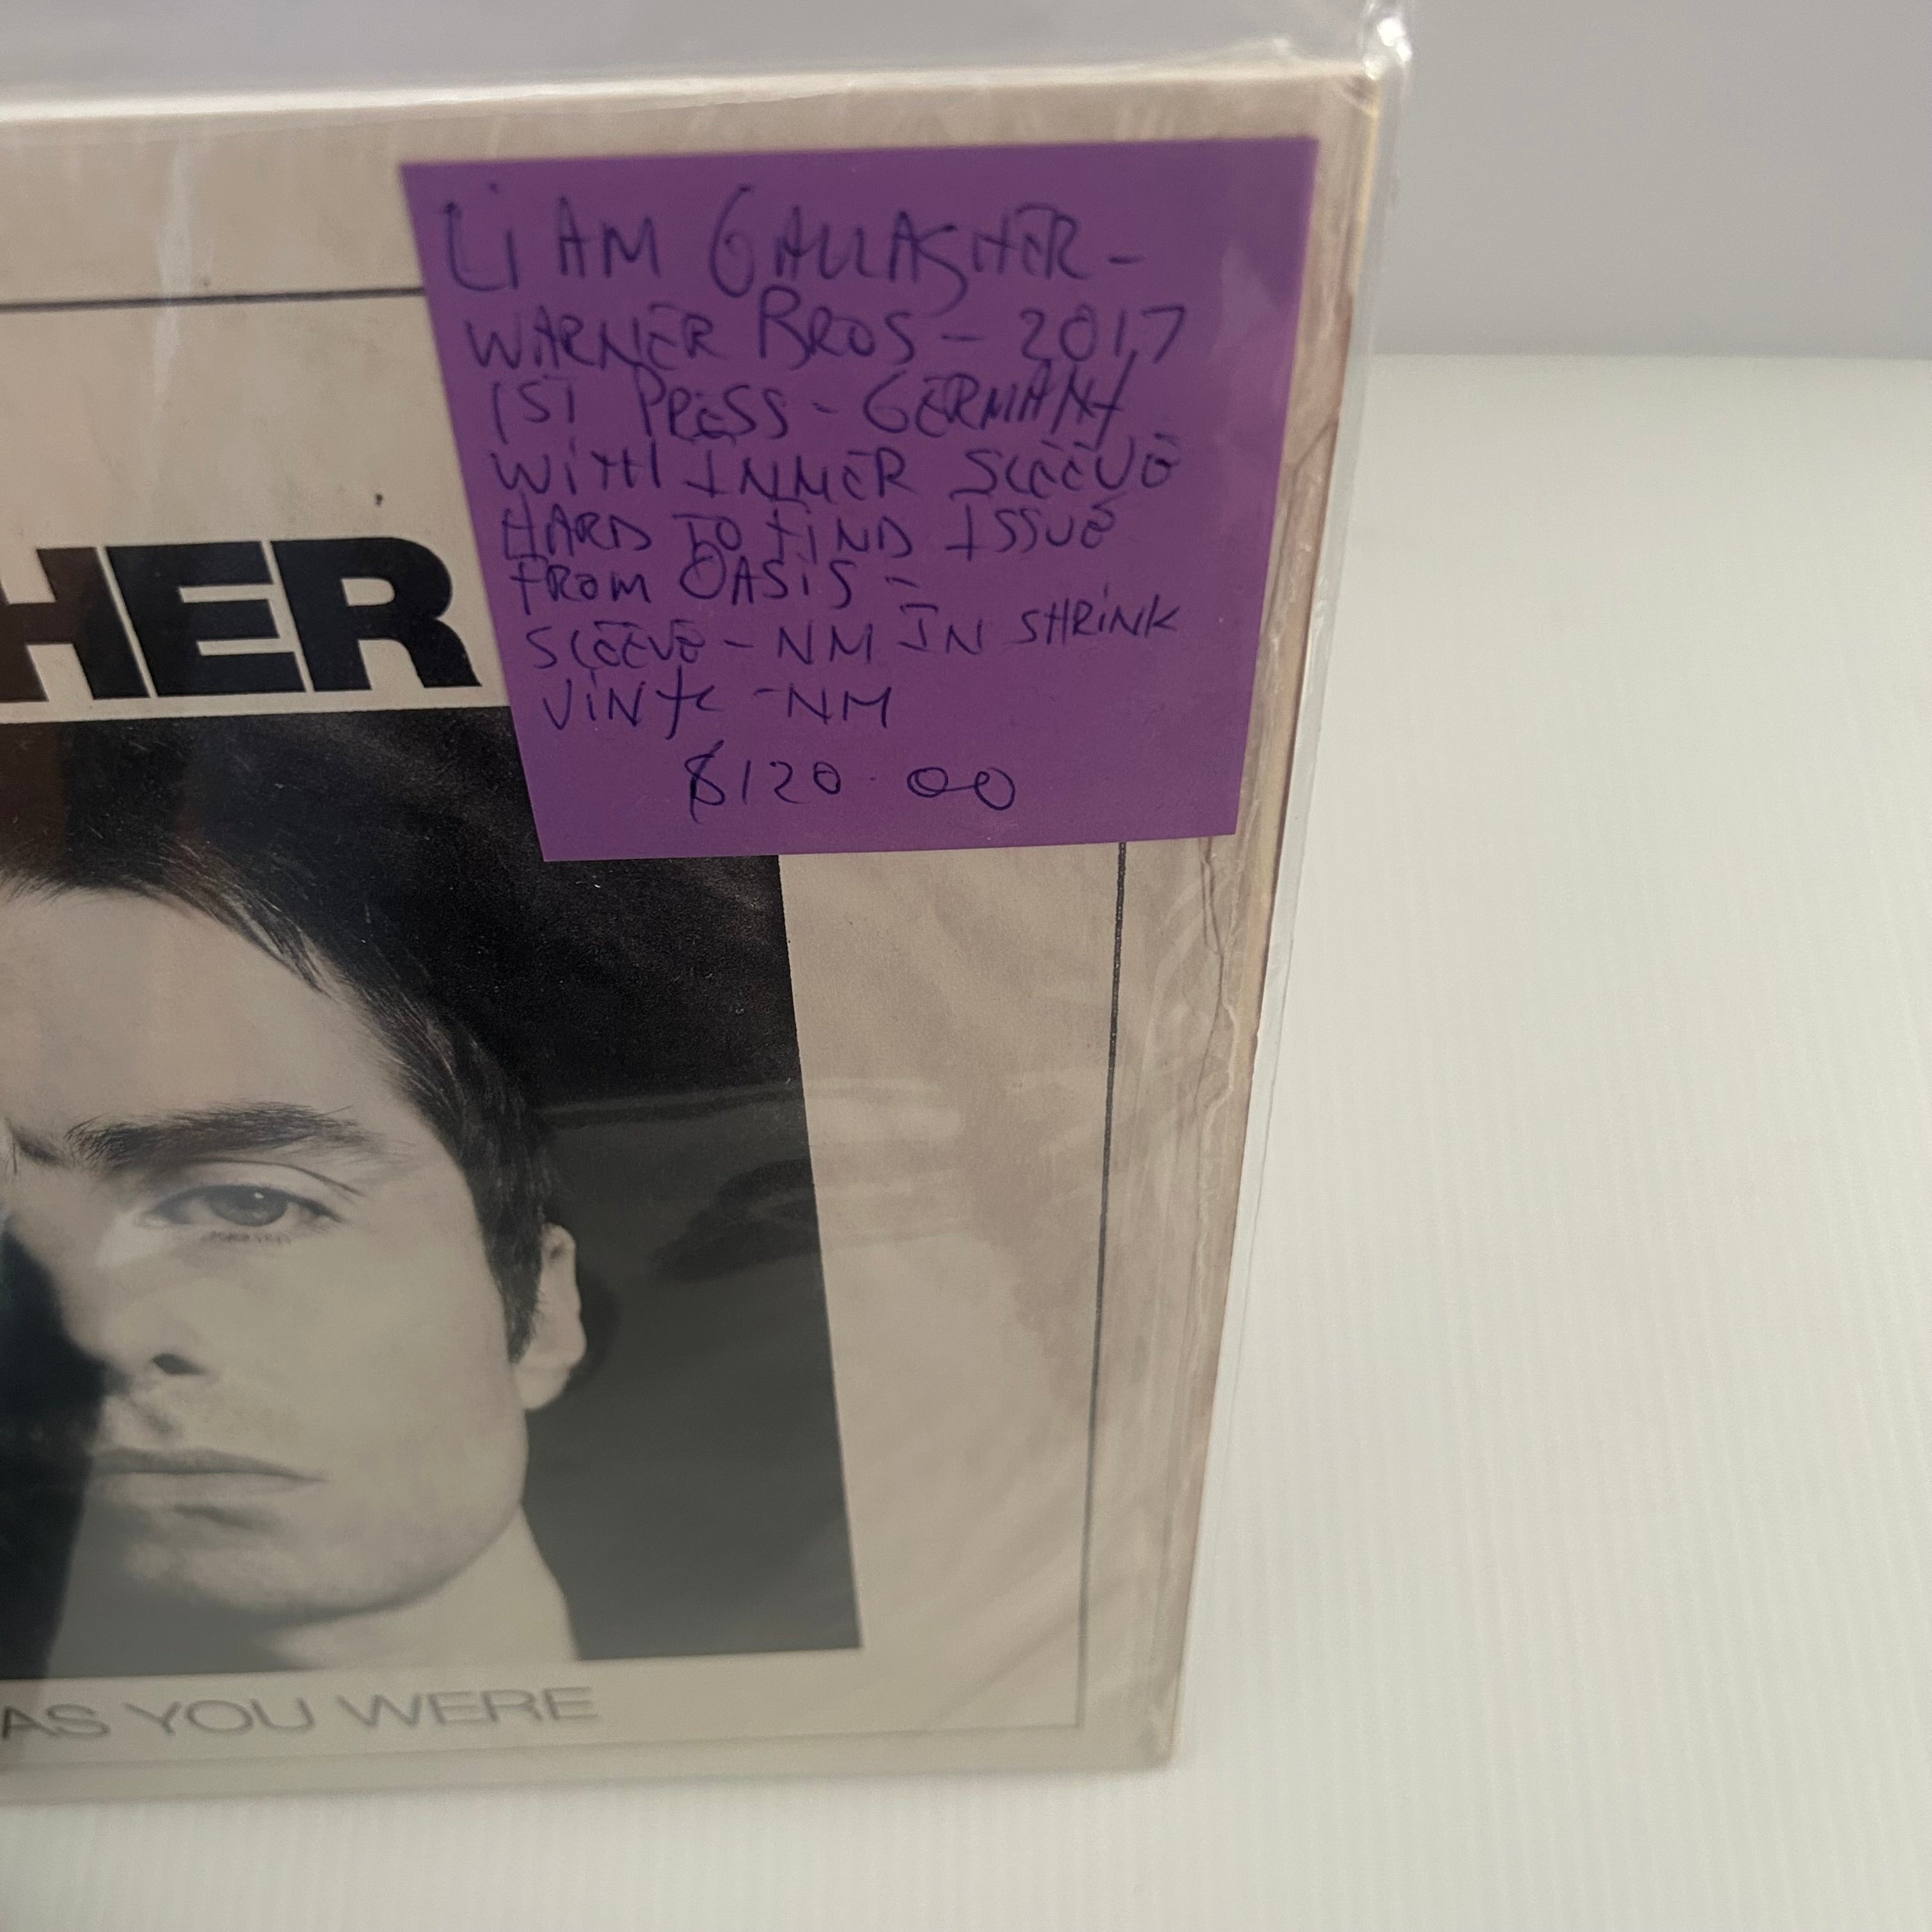 LiAM GALLAGHER -
WARNER BROS - 2017
1ST PRESS - GERMANY
WiTH INNER SLEEVE
HARD TO FiND ISSUE
FROM OASiS -
SLEEVE - NM IN SHRiNK
ViNYL - NM
$120.00
HER
AS YOU WERE